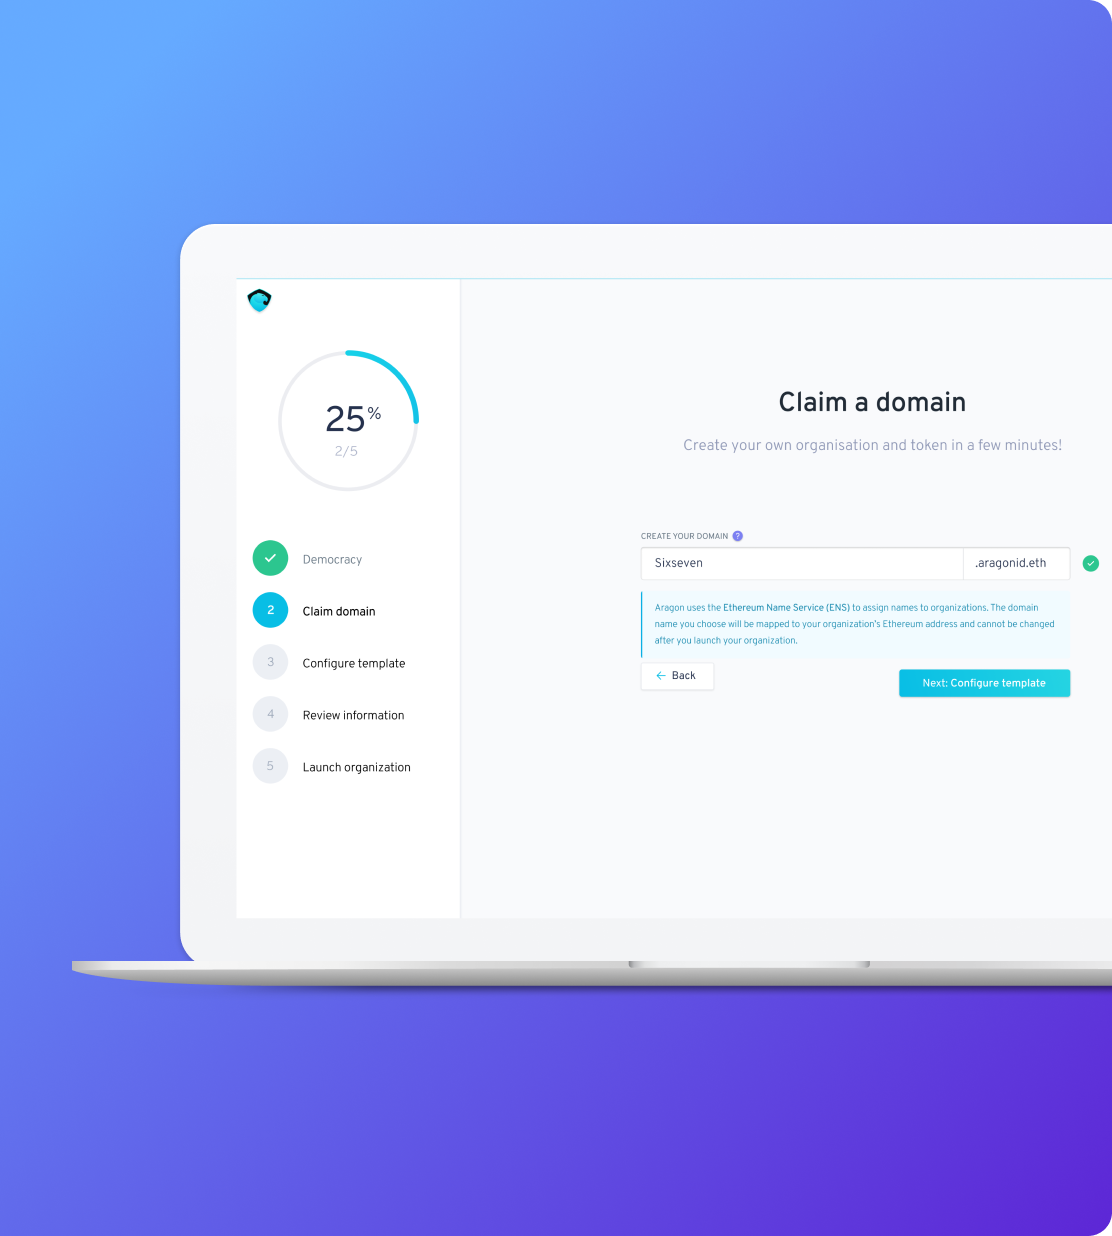 25%
2/5
Democracy
2 Claim domain
3 Configure template
4 Review information
5 Launch organization
Claim a domain
Create your own organisation and token in a few minutes!
CREATE YOUR DOMAIN ?
Sixseven .aragonid.eth
Aragon uses the Ethereum Name Service (ENS) to assign names to organizations. The domain
name you choose will be mapped to your organization's Ethereum address and cannot be changed
after you launch your organization.
← Back
Next: Configure template